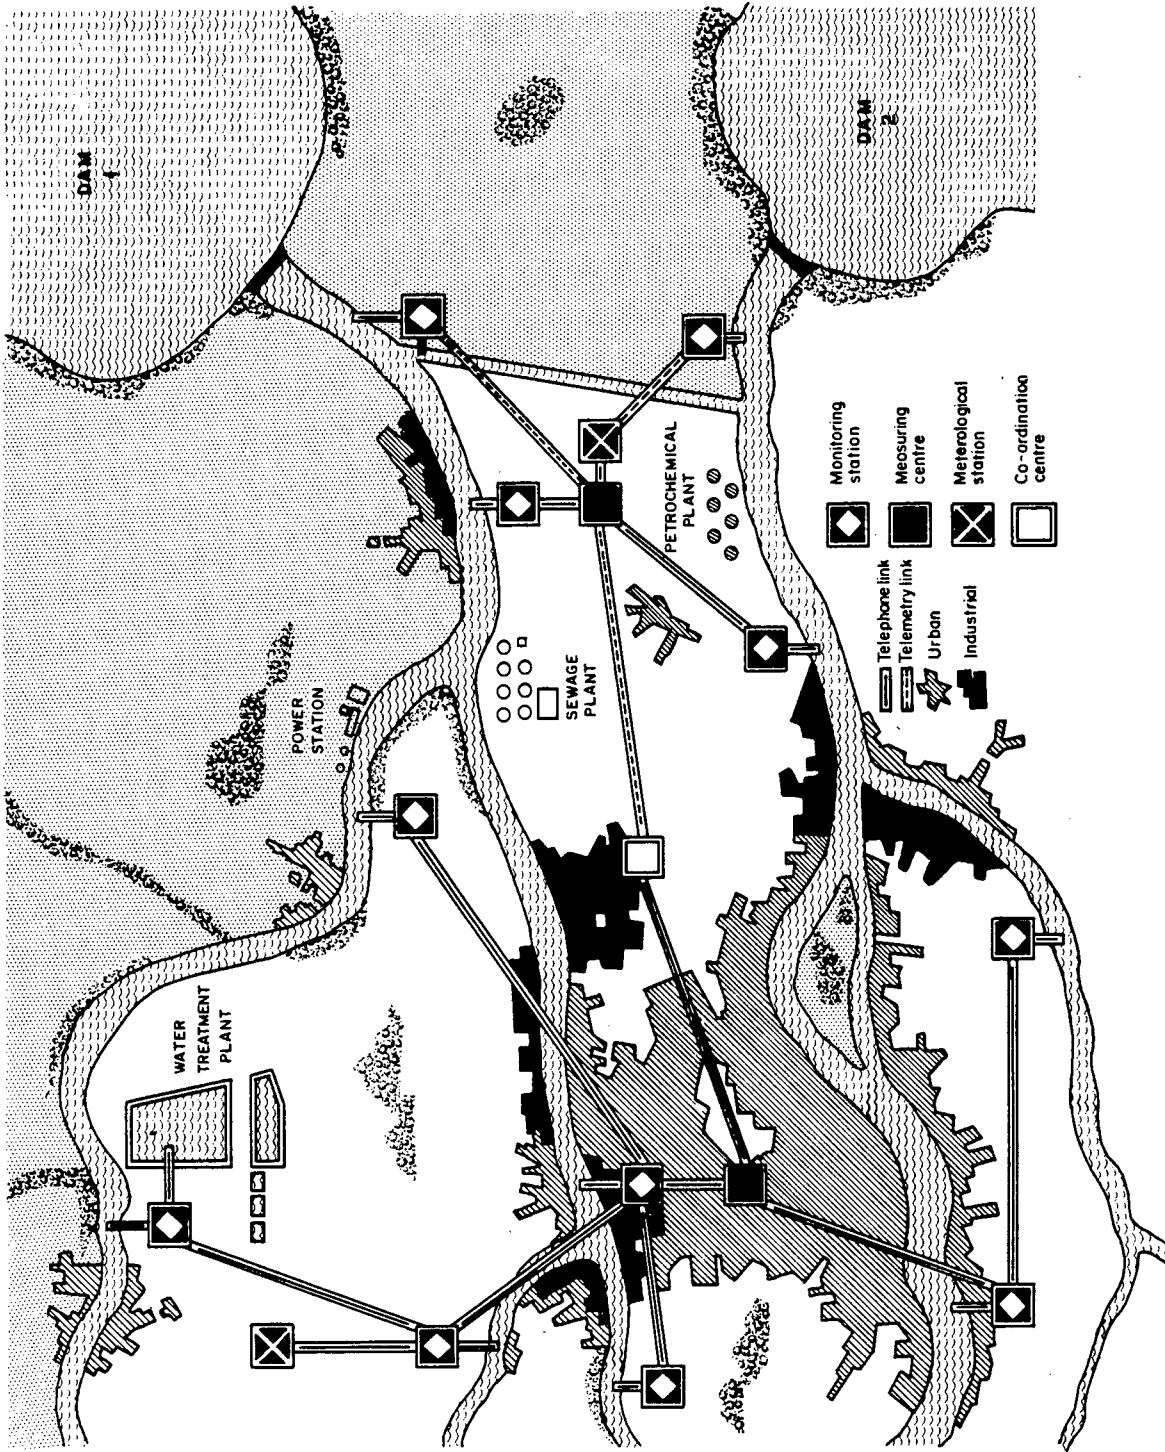 DAM
1
DAM
2
POWER
STATION
WATER
TREATMENT
PLANT
SEWAGE
PLANT
PETROCHEMICAL
PLANT
Telephone link
Telemetry link
Urban
Industrial
Monitoring
station
Measuring
centre
Meterological
station
Co-ordination
centre